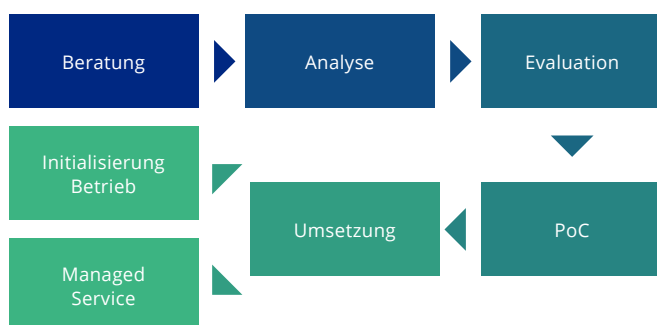 Beratung
Analyse
Evaluation
PoC
Umsetzung
Initialisierung
Betrieb
Managed
Service